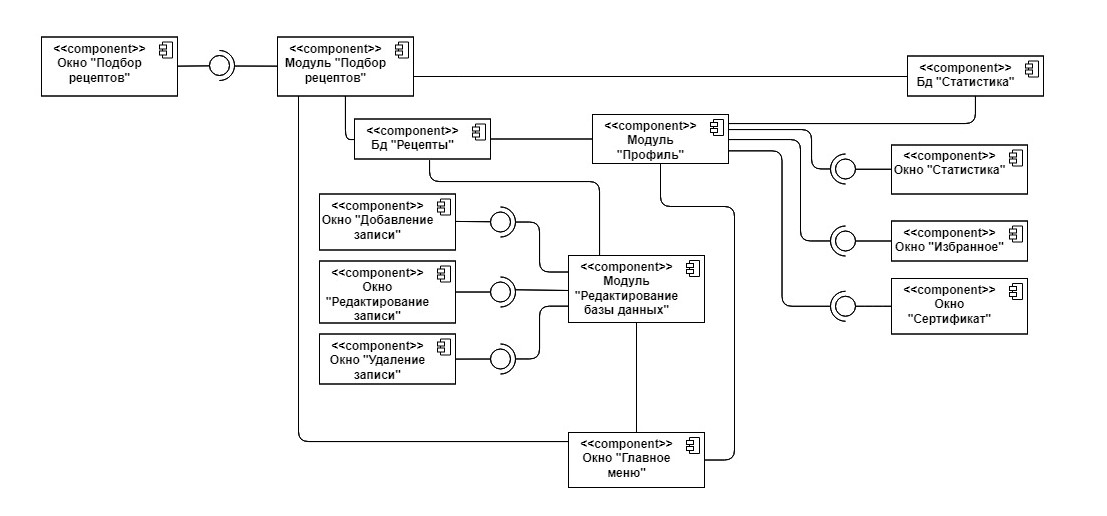 <<component>>
Окно "Подбор
рецептов"
<<component>>
Модуль "Подбор
рецептов"
<<component>>
Бд "Статистика"
<<component>>
Бд "Рецепты"
<<component>>
Модуль
"Профиль"
<<component>>
Окно "Статистика"
<<component>>
Окно "Добавление
записи"
<<component>>
Окно "Избранное"
<<component>>
Окно
"Редактирование
записи"
<<component>>
Модуль
"Редактирование
базы данных"
<<component>>
Окно
"Сертификат"
<<component>>
Окно "Удаление
записи"
<<component>>
Окно "Главное
меню"